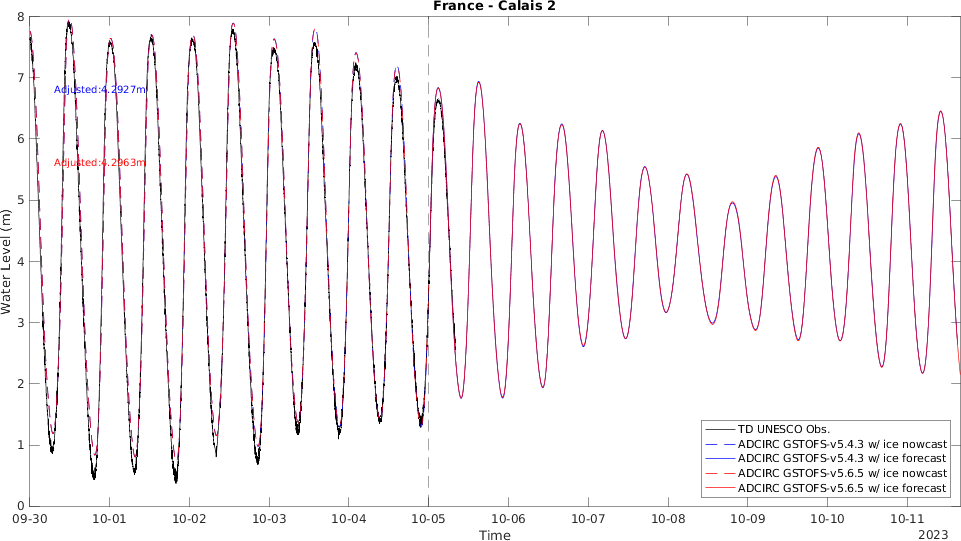 France - Calais 2
8
7
6
5
4
3
2
1
0
Water Level (m)
Adjusted:4.2927m
Adjusted:4.2963m
TD UNESCO Obs.
ADCIRC GSTOFS-v5.4.3 w/ ice nowcast
ADCIRC GSTOFS-v5.4.3 w/ ice forecast
ADCIRC GSTOFS-v5.6.5 w/ ice nowcast
ADCIRC GSTOFS-v5.6.5 w/ ice forecast
09-30 10-01 10-02 10-03 10-04 10-05 10-06 10-07 10-08 10-09 10-10 10-11
Time
2023